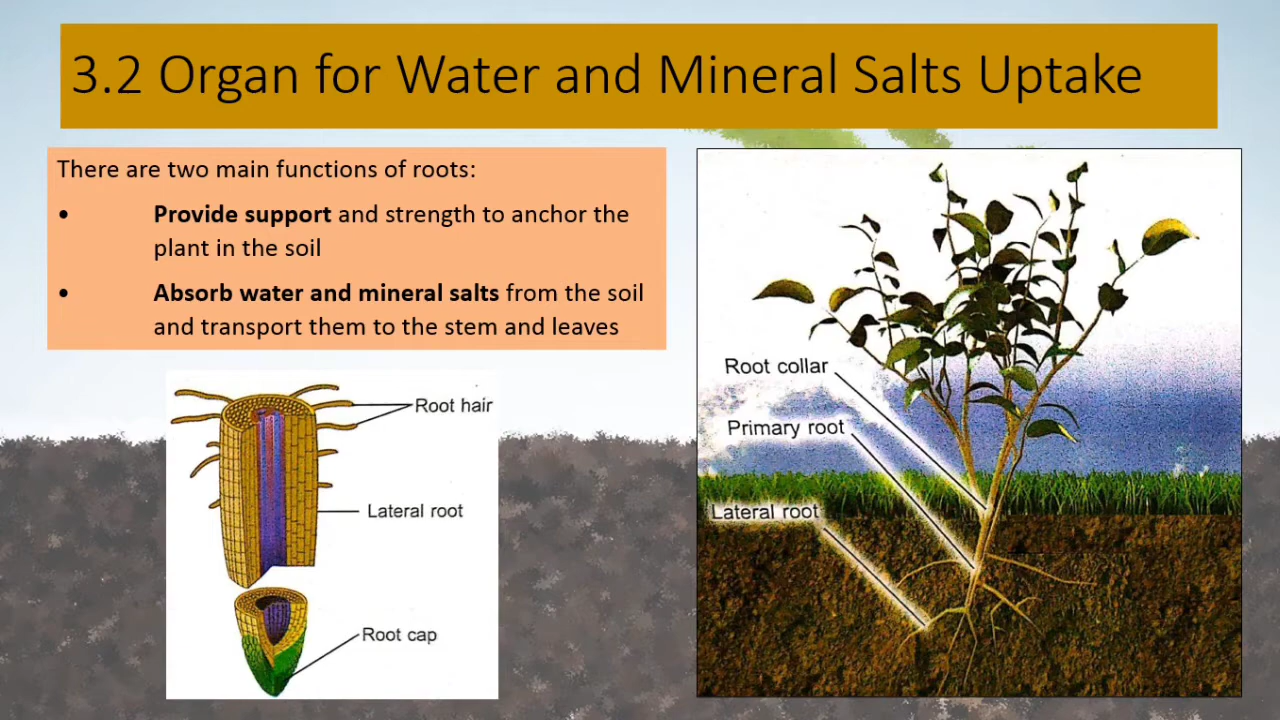 3.2 Organ for Water and Mineral Salts Uptake
There are two main functions of roots:
• Provide support and strength to anchor the
plant in the soil
• Absorb water and mineral salts from the soil
and transport them to the stem and leaves
Root hair
Lateral root
Root cap
Root collar
Primary root
Lateral root